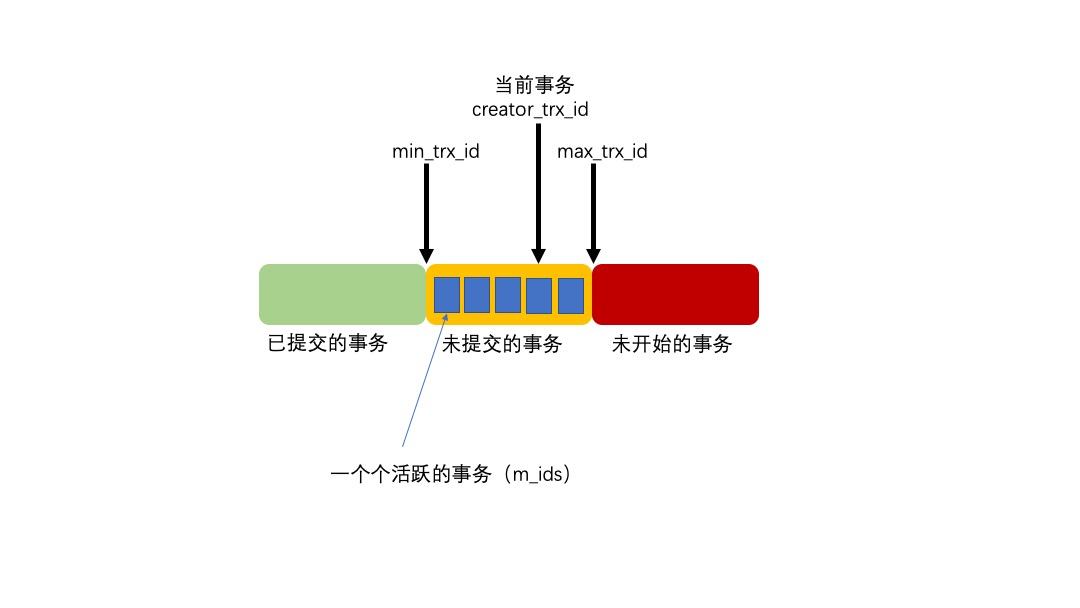 当前事务
creator_trx_id
min_trx_id
max_trx_id
已提交的事务
未提交的事务
未开始的事务
一个个活跃的事务（m_ids）